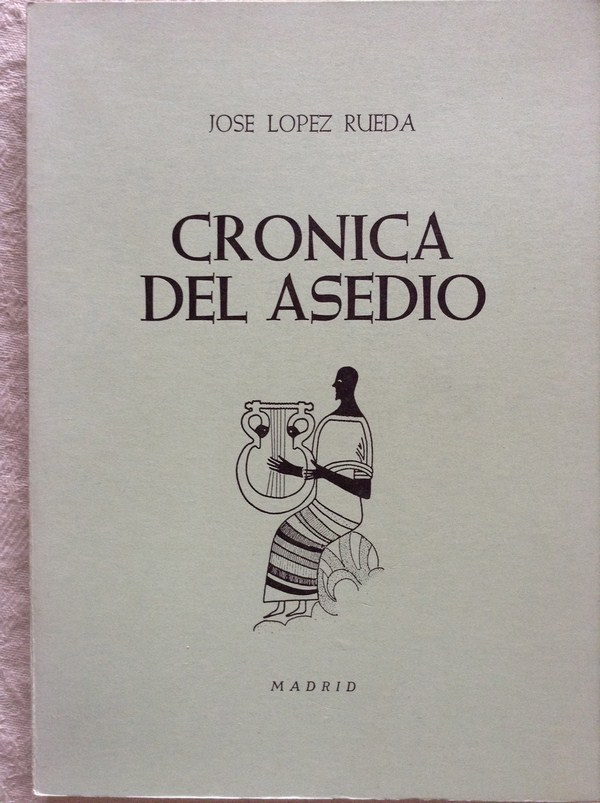 JOSE LOPEZ RUEDA
CRONICA
DEL ASEDIO
MADRID